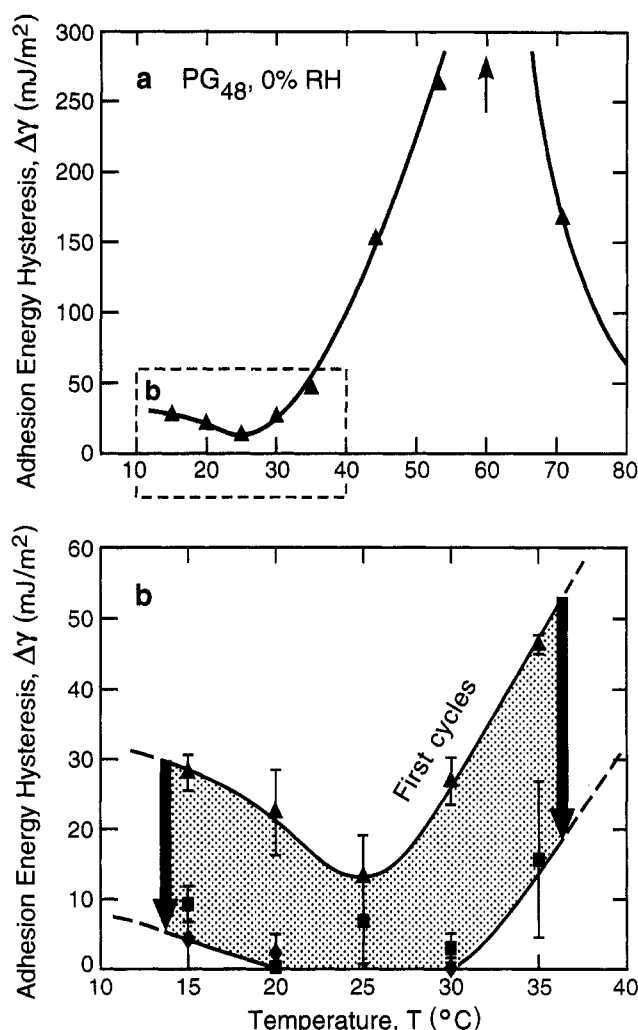 Adhesion Energy Hysteresis, Δγ (mJ/m²)
300
250
200
150
100
50
0
a PG₄₈, 0% RH
b
10 20 30 40 50 60 70 80
Adhesion Energy Hysteresis, Δγ (mJ/m²)
60
50
40
30
20
10
0
b
First cycles
10 15 20 25 30 35 40
Temperature, T (°C)